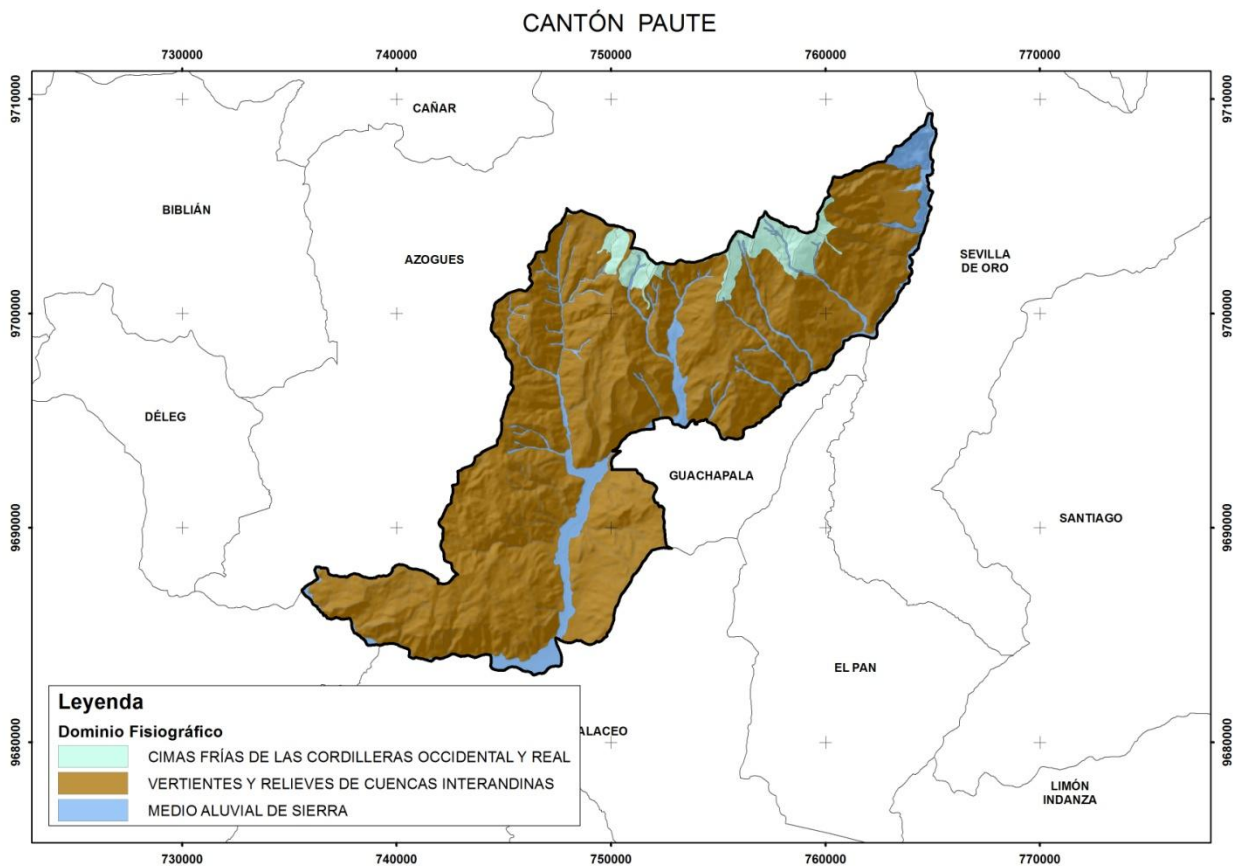 CANTÓN PAUTE
730000 740000 750000 760000 770000
9710000 9710000
CAÑAR
BIBLIÁN
AZOGUES
SEVILLA
DE ORO
9700000 9700000
DÉLEG
GUACHAPALA
SANTIAGO
9690000 9690000
EL PAN
Leyenda
Dominio Fisiográfico
CIMAS FRÍAS DE LAS CORDILLERAS OCCIDENTAL Y REAL
VERTIENTES Y RELIEVES DE CUENCAS INTERANDINAS
MEDIO ALUVIAL DE SIERRA
ALACEO
9680000 9680000
LIMÓN
INDANZA
730000 740000 750000 760000 770000